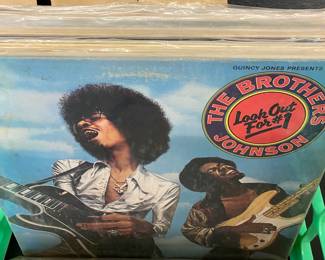 QUINCY JONES PRESENTS
THE BROTHERS
Look Out
For #1
JOHNSON